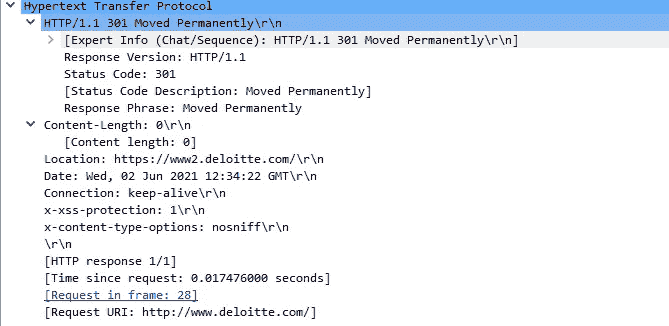 Hypertext Transfer Protocol
HTTP/1.1 301 Moved Permanently\r\n
[Expert Info (Chat/Sequence): HTTP/1.1 301 Moved Permanently\r\n]
Response Version: HTTP/1.1
Status Code: 301
[Status Code Description: Moved Permanently]
Response Phrase: Moved Permanently
Content-Length: 0\r\n
[Content length: 0]
Location: https://www2.deloitte.com/\r\n
Date: Wed, 02 Jun 2021 12:34:22 GMT\r\n
Connection: keep-alive\r\n
x-xss-protection: 1\r\n
x-content-type-options: nosniff\r\n
\r\n
[HTTP response 1/1]
[Time since request: 0.017476000 seconds]
[Request in frame: 28]
[Request URI: http://www.deloitte.com/]